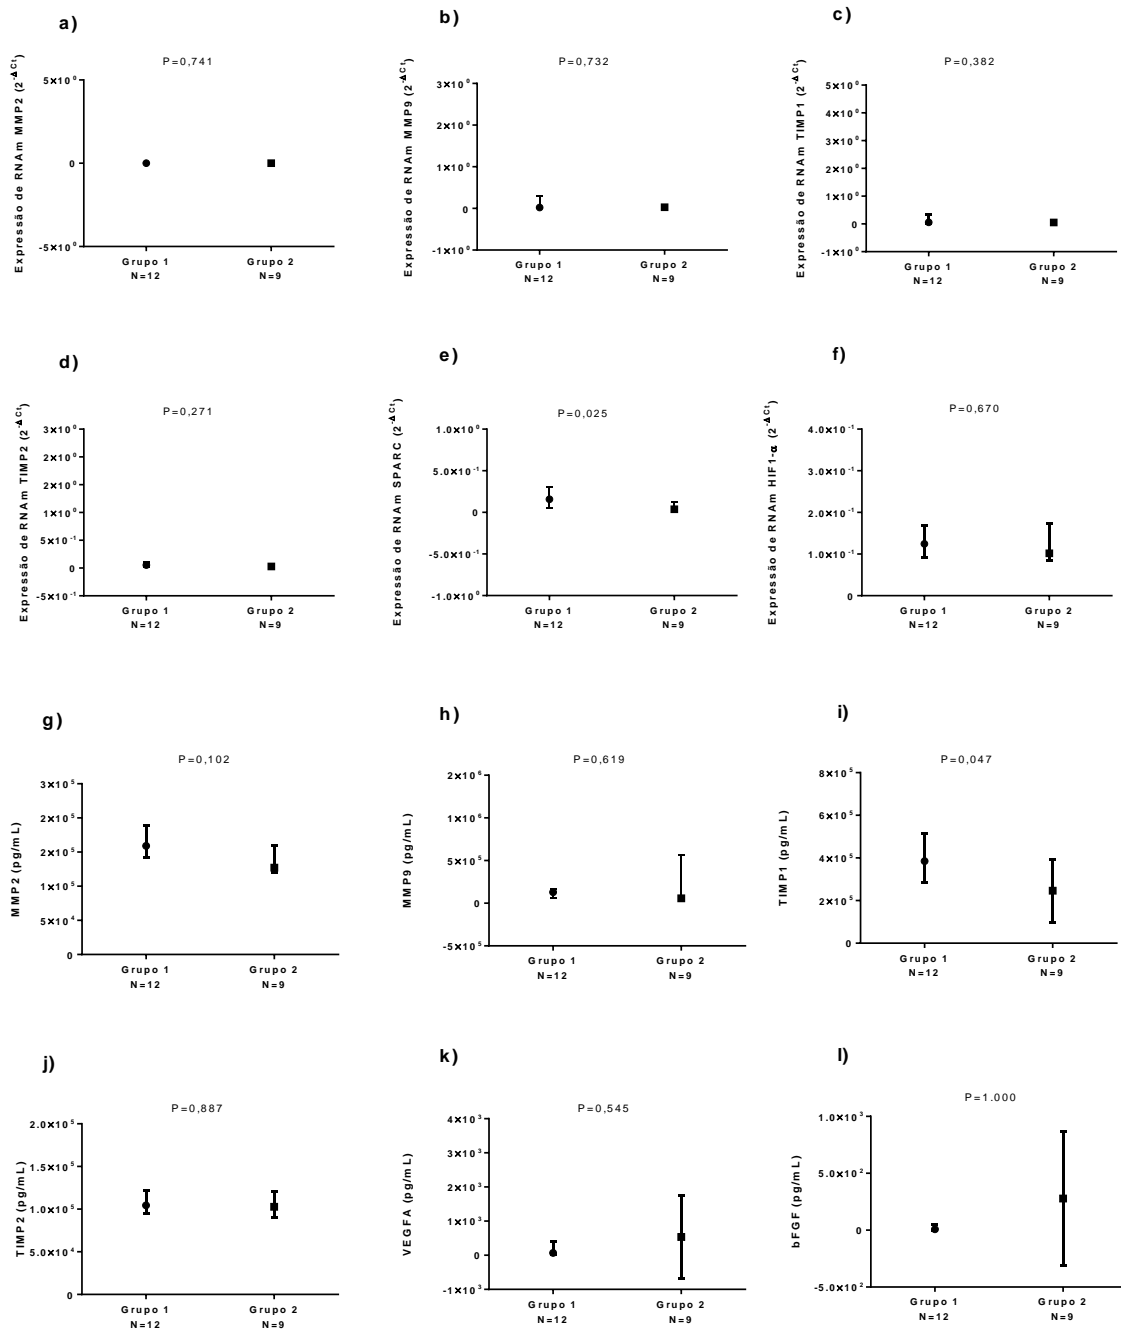 a)
P=0,741
Expressão de RNAm MMP2 (2^-ΔCt)
5×10⁰
0
-5×10⁰
Grupo 1
N=12
Grupo 2
N=9
b)
P=0,732
Expressão de RNAm MMP9 (2^-ΔCt)
3×10⁰
2×10⁰
1×10⁰
0
-1×10⁰
Grupo 1
N=12
Grupo 2
N=9
c)
P=0,382
Expressão de RNAm TIMP1 (2^-ΔCt)
5×10⁰
4×10⁰
3×10⁰
2×10⁰
1×10⁰
0
-1×10⁰
Grupo 1
N=12
Grupo 2
N=9
d)
P=0,271
Expressão de RNAm TIMP2 (2^-ΔCt)
3×10⁰
2×10⁰
2×10⁰
1×10⁰
5×10⁻¹
0
-5×10⁻¹
Grupo 1
N=12
Grupo 2
N=9
e)
P=0,025
Expressão de RNAm SPARC (2^-ΔCt)
1.0×10⁰
5.0×10⁻¹
0
-5.0×10⁻¹
-1.0×10⁰
Grupo 1
N=12
Grupo 2
N=9
f)
P=0,670
Expressão de RNAm HIF1-α (2^-ΔCt)
4.0×10⁻¹
2.0×10⁻¹
1.0×10⁻¹
0
Grupo 1
N=12
Grupo 2
N=9
g)
P=0,102
MMP2 (pg/mL)
3×10⁵
2×10⁵
2×10⁵
1×10⁵
5×10⁴
0
Grupo 1
N=12
Grupo 2
N=9
h)
P=0,619
MMP9 (pg/mL)
2×10⁶
1×10⁶
5×10⁵
0
-5×10⁵
Grupo 1
N=12
Grupo 2
N=9
i)
P=0,047
TIMP1 (pg/mL)
8×10⁵
6×10⁵
4×10⁵
2×10⁵
0
Grupo 1
N=12
Grupo 2
N=9
j)
P=0,887
TIMP2 (pg/mL)
2.0×10⁵
1.5×10⁵
1.0×10⁵
5.0×10⁴
0
Grupo 1
N=12
Grupo 2
N=9
k)
P=0,545
VEGFA (pg/mL)
4×10³
3×10³
2×10³
1×10³
0
-1×10³
Grupo 1
N=12
Grupo 2
N=9
l)
P=1.000
bFGF (pg/mL)
1.0×10³
5.0×10²
0
-5.0×10²
Grupo 1
N=12
Grupo 2
N=9